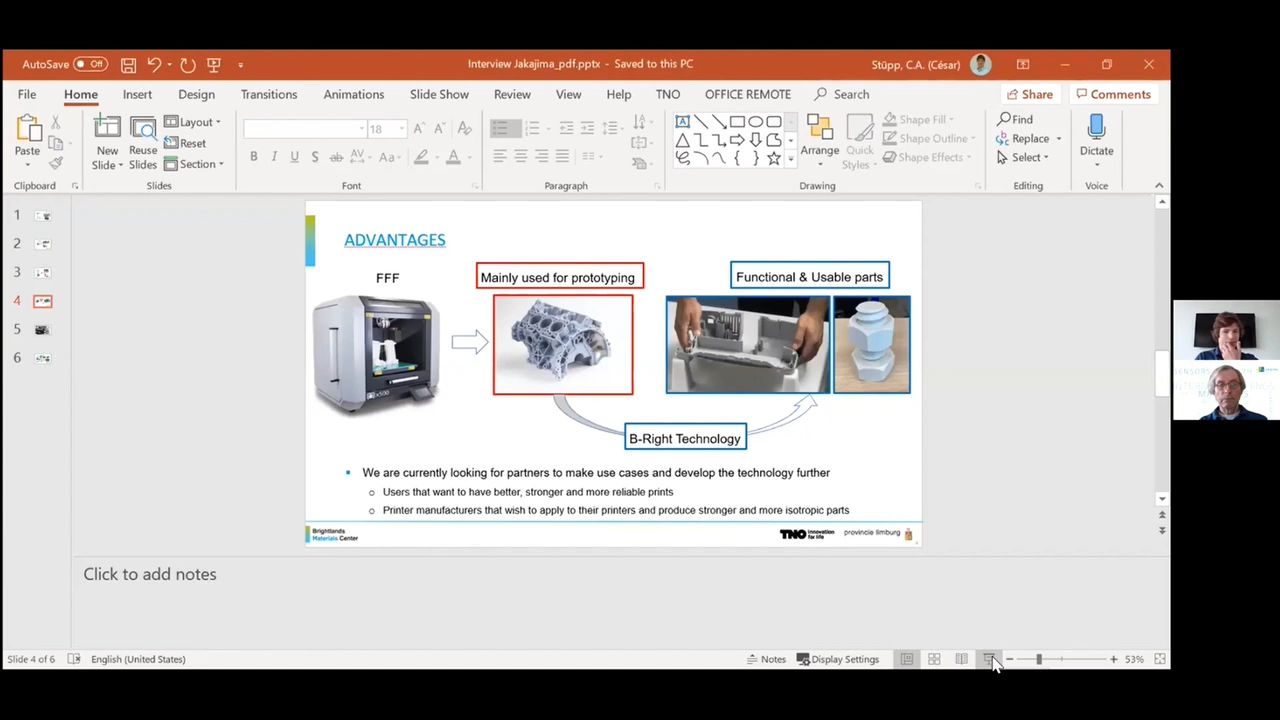 AutoSave Off
Interview Jakajima_pdf.pptx - Saved to this PC
Stüpp, C.A. (César)
File Home Insert Design Transitions Animations Slide Show Review View Help TNO OFFICE REMOTE Search Share Comments
Paste
Clipboard
New Slide
Reuse Slides
Layout
Reset
Section
Slides
18
Font
Paragraph
Arrange
Quick Styles
Shape Fill
Shape Outline
Shape Effects
Drawing
Find
Replace
Select
Editing
Dictate
Voice
1
2
3
4
5
6
ADVANTAGES
FFF
Mainly used for prototyping
Functional & Usable parts
B-Right Technology
We are currently looking for partners to make use cases and develop the technology further
Users that want to have better, stronger and more reliable prints
Printer manufacturers that wish to apply to their printers and produce stronger and more isotropic parts
Brightlands
Materials Center
TNO innovation for life
provincie limburg
Click to add notes
Slide 4 of 6
English (United States)
Notes
Display Settings
53%